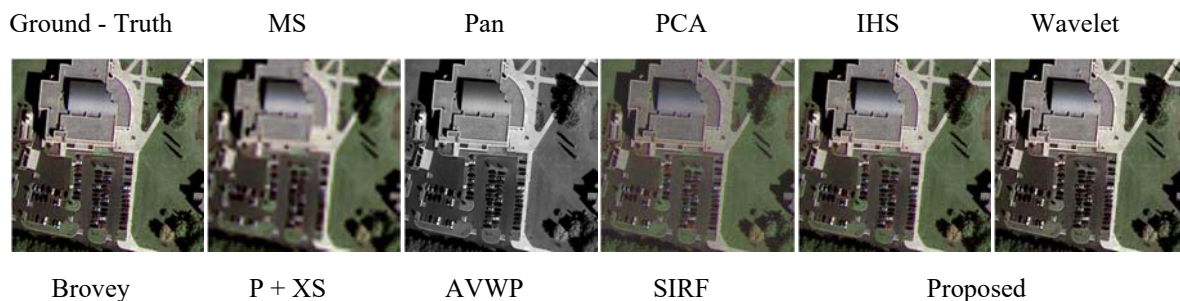 Ground - Truth MS Pan PCA IHS Wavelet
Brovey P + XS AVWP SIRF Proposed